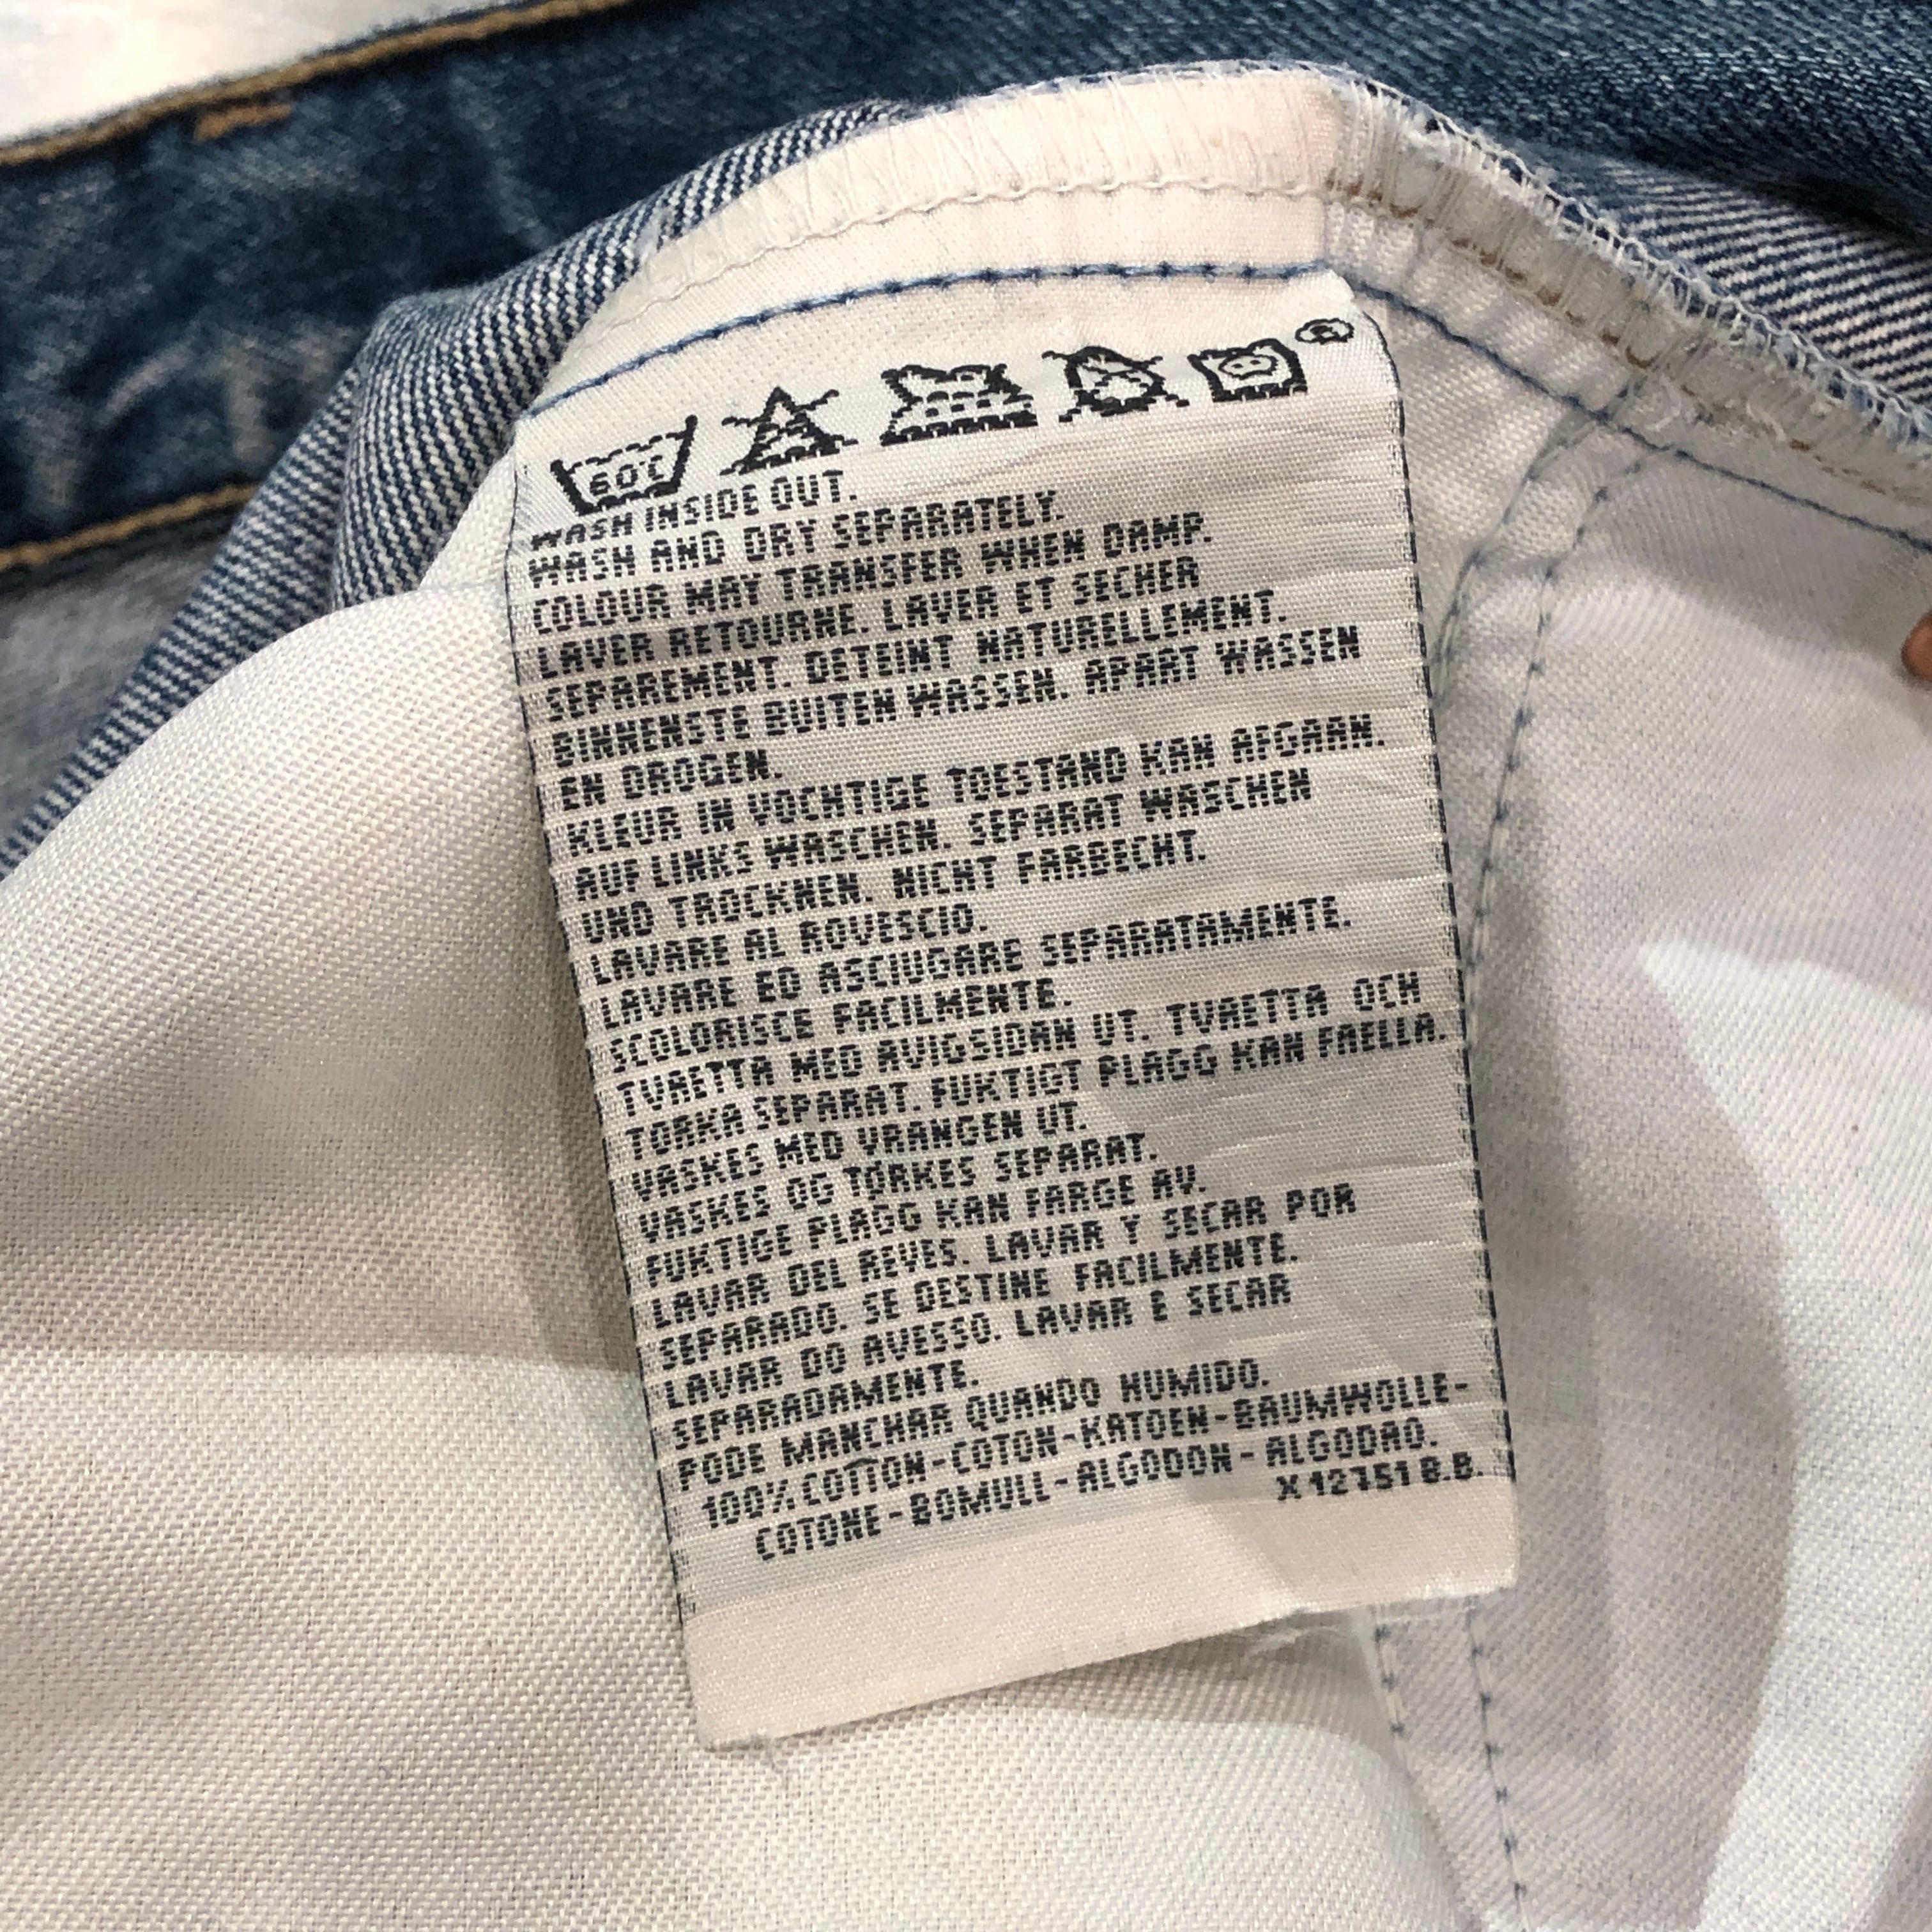 60°C
®
WASH INSIDE OUT.
WASH AND DRY SEPARATELY.
COLOUR MAY TRANSFER WHEN DAMP.
LAVER RETOURNE. LAVER ET SECHER
SEPAREMENT. DETEINT NATURELLEMENT.
BINNENSTE BUITEN WASSEN. APART WASSEN
EN DROGEN.
KLEUR IN VOCHTIGE TOESTAND KAN AFGAAN.
AUF LINKS WASCHEN. SEPARAT WASCHEN
UND TROCKNEN. NICHT FARBECHT.
LAVARE AL ROVESCIO.
LAVARE ED ASCIUGARE SEPARATAMENTE.
SCOLORISCE FACILMENTE.
TVAETTA MED AVIGSIDAN UT. TVAETTA OCH
TORKA SEPARAT. FUKTIGT PLAGG KAN FAELLA.
VASKES MED VRANGEN UT.
VASKES OG TØRKES SEPARAT.
FUKTIGE PLAGG KAN FARGE AV.
LAVAR DEL REVES. LAVAR Y SECAR POR
SEPARADO. SE DESTINE FACILMENTE.
LAVAR DO AVESSO. LAVAR E SECAR
SEPARADAMENTE.
PODE MANCHAR QUANDO HUMIDO.
100% COTTON-COTON-KATOEN-BAUMWOLLE-
COTONE-BOMULL-ALGODON-ALGODAO.
X 12751 B.B.